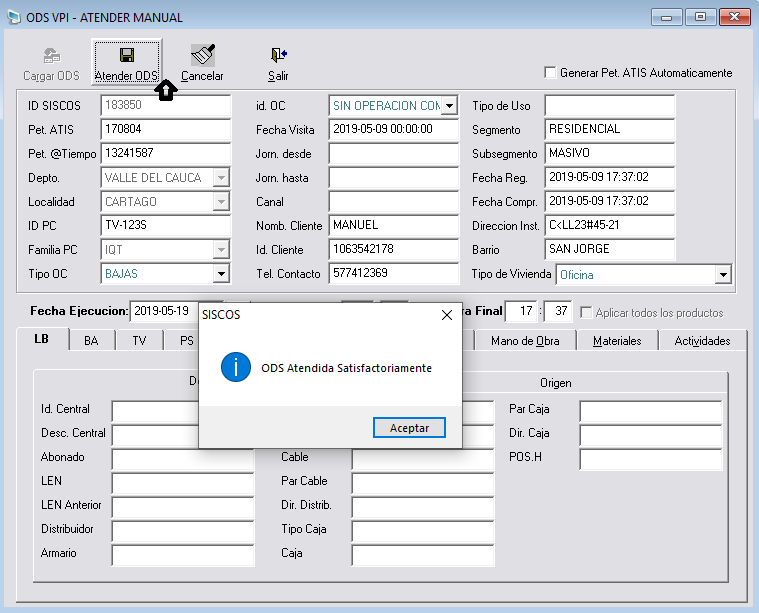 ODS VPI - ATENDER MANUAL
Cargar ODS Atender ODS Cancelar Salir
Generar Pet. ATIS Automaticamente
ID SISCOS 183850 id. OC SIN OPERACION COM Tipo de Uso
Pet. ATIS 170804 Fecha Visita 2019-05-09 00:00:00 Segmento RESIDENCIAL
Pet. @Tiempo 13241587 Jorn. desde Subsegmento MASIVO
Depto. VALLE DEL CAUCA Jorn. hasta Fecha Reg. 2019-05-09 17:37:02
Localidad CARTAGO Canal Fecha Compr. 2019-05-09 17:37:02
ID PC TV-123S Nomb. Cliente MANUEL Direccion Inst. C<LL23#45-21
Familia PC IQT Id. Cliente 1063542178 Barrio SAN JORGE
Tipo OC BAJAS Tel. Contacto 577412369 Tipo de Vivienda Oficina
Fecha Ejecucion: 2019-05-19 ra Final 17 : 37 Aplicar todos los productos
SISCOS
LB BA TV PS Mano de Obra Materiales Actividades
ODS Atendida Satisfactoriamente
Origen
Id. Central Par Caja
Aceptar
Desc. Central Dir. Caja
Abonado Cable POS.H
LEN Par Cable
LEN Anterior Dir. Distrib.
Distribuidor Tipo Caja
Armario Caja